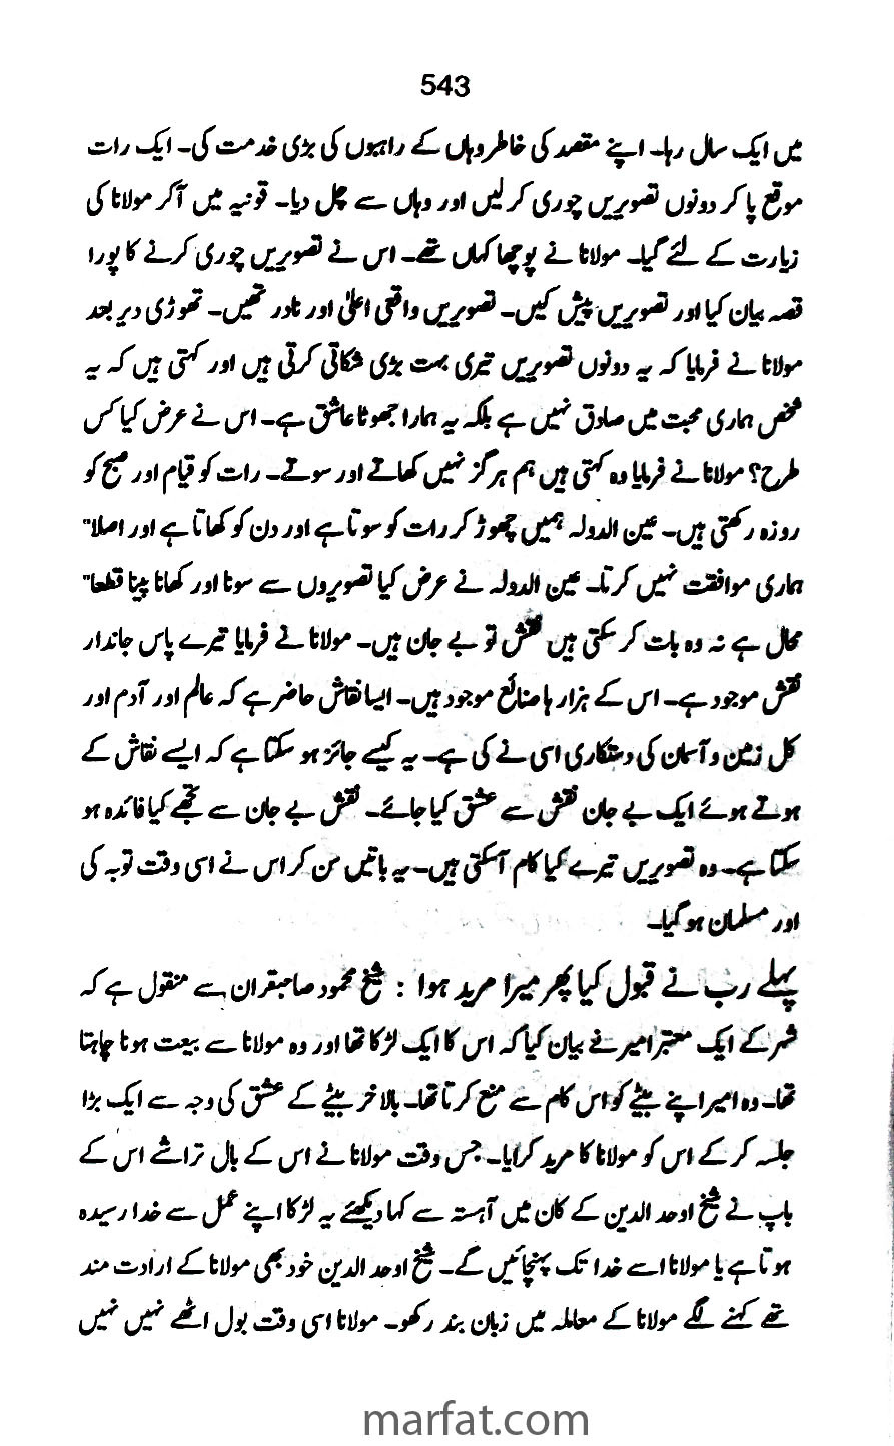 543
میں ایک سال رہا۔ اپنے مقصد کی خاطر وہاں کے راہبوں کی بڑی خدمت کی۔ ایک رات
موقع پا کر دونوں تصویریں چوری کر لیں اور وہاں سے چل دیا۔ قونیہ میں آکر مولانا کی
زیارت کے لئے گیا۔ مولانا نے پوچھا کہاں تھے۔ اس نے تصویریں چوری کرنے کا پورا
قصہ بیان کیا اور تصویریں پیش کیں۔ تصویریں واقعی اعلیٰ اور نادر تھیں۔ تھوڑی دیر بعد
مولانا نے فرمایا کہ یہ دونوں تصویریں تیری بہت بڑی شکائی کرتی ہیں اور کہتی ہیں کہ یہ
شخص ہماری محبت میں صادق نہیں ہے بلکہ یہ ہمارا جھوٹا عاشق ہے۔ اس نے عرض کیا کس
طرح؟ مولانا نے فرمایا وہ کہتی ہیں ہم ہرگز نہیں کھاتے اور سوتے۔ رات کو قیام اور صبح کو
روزہ رکھتی ہیں۔ عین الدولہ ہمیں چھوڑ کر رات کو سوتا ہے اور دن کو کھاتا ہے اور اصلا"
ہماری موافقت نہیں کرتا۔ عین الدولہ نے عرض کیا تصویروں سے سونا اور کھانا پینا قطعا"
محال ہے نہ وہ بات کر سکتی ہیں نقش تو بے جان ہیں۔ مولانا نے فرمایا تیرے پاس جاندار
نقش موجود ہے۔ اس کے ہزارہا صنائع موجود ہیں۔ ایسا نقاش حاضر ہے کہ عالم اور آدم اور
کل زمین و آسمان کی دستکاری اسی نے کی ہے۔ یہ کیسے جائز ہو سکتا ہے کہ ایسے نقاش کے
ہوتے ہوئے ایک بے جان نقش سے عشق کیا جائے۔ نقش بے جان سے تجھے کیا فائدہ ہو
سکتا ہے۔ وہ تصویریں تیرے کیا کام آسکتی ہیں۔ یہ باتیں سن کر اس نے اسی وقت توبہ کی
اور مسلمان ہو گیا۔
پہلے رب نے قبول کیا پھر میرا مرید ہوا : شیخ محمود صاحبقران سے منقول ہے کہ
شہر کے ایک معتبر امیر نے بیان کیا کہ اس کا ایک لڑکا تھا اور وہ مولانا سے بیعت ہونا چاہتا
تھا۔ وہ امیر اپنے بیٹے کو اس کام سے منع کرتا تھا۔ بالاخر بیٹے کے عشق کی وجہ سے ایک بڑا
جلسہ کر کے اس کو مولانا کا مرید کرایا۔ جس وقت مولانا نے اس کے بال تراشے اس کے
باپ نے شیخ اوحد الدین کے کان میں آہستہ سے کہا دیکھئے یہ لڑکا اپنے عمل سے خدا رسیدہ
ہوتا ہے یا مولانا اسے خدا تک پہنچائیں گے۔ شیخ اوحد الدین خود بھی مولانا کے ارادت مند
تھے کہنے لگے مولانا کے معاملہ میں زبان بند رکھو۔ مولانا اسی وقت بول اٹھے نہیں نہیں
marfat.com